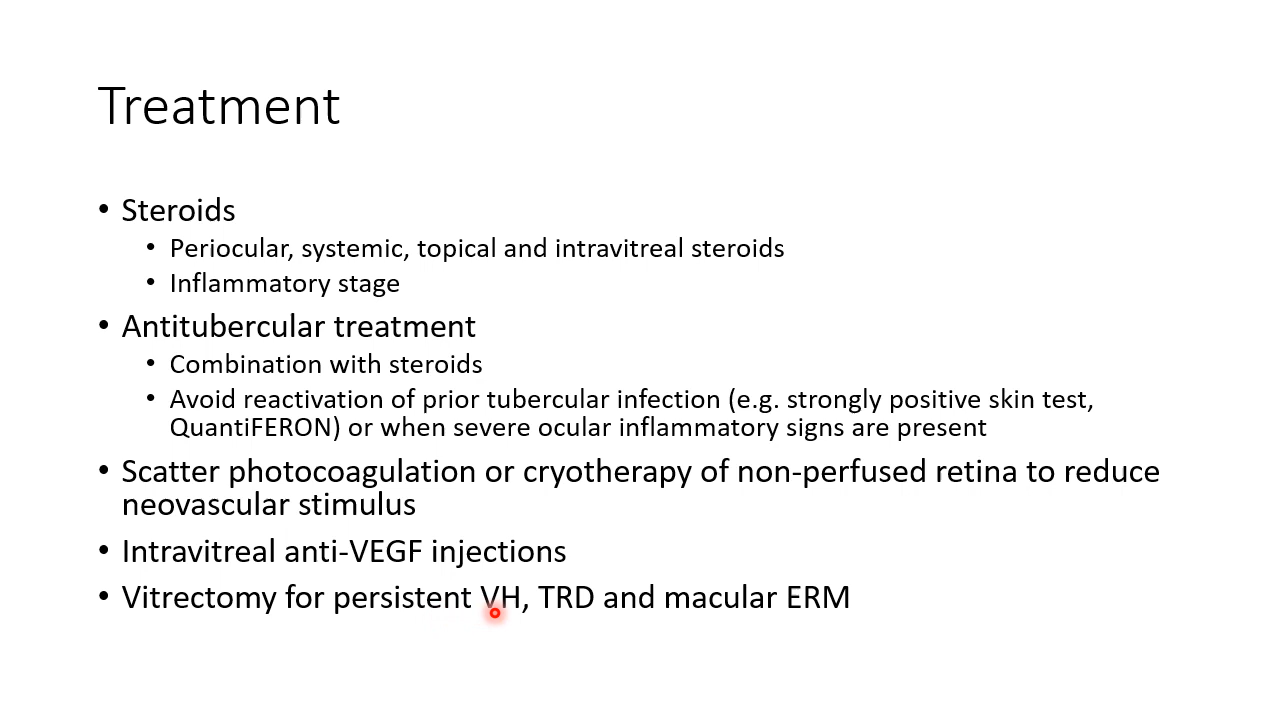 Treatment
• Steroids
• Periocular, systemic, topical and intravitreal steroids
• Inflammatory stage
• Antitubercular treatment
• Combination with steroids
• Avoid reactivation of prior tubercular infection (e.g. strongly positive skin test,
QuantiFERON) or when severe ocular inflammatory signs are present
• Scatter photocoagulation or cryotherapy of non-perfused retina to reduce
neovascular stimulus
• Intravitreal anti-VEGF injections
• Vitrectomy for persistent VH, TRD and macular ERM